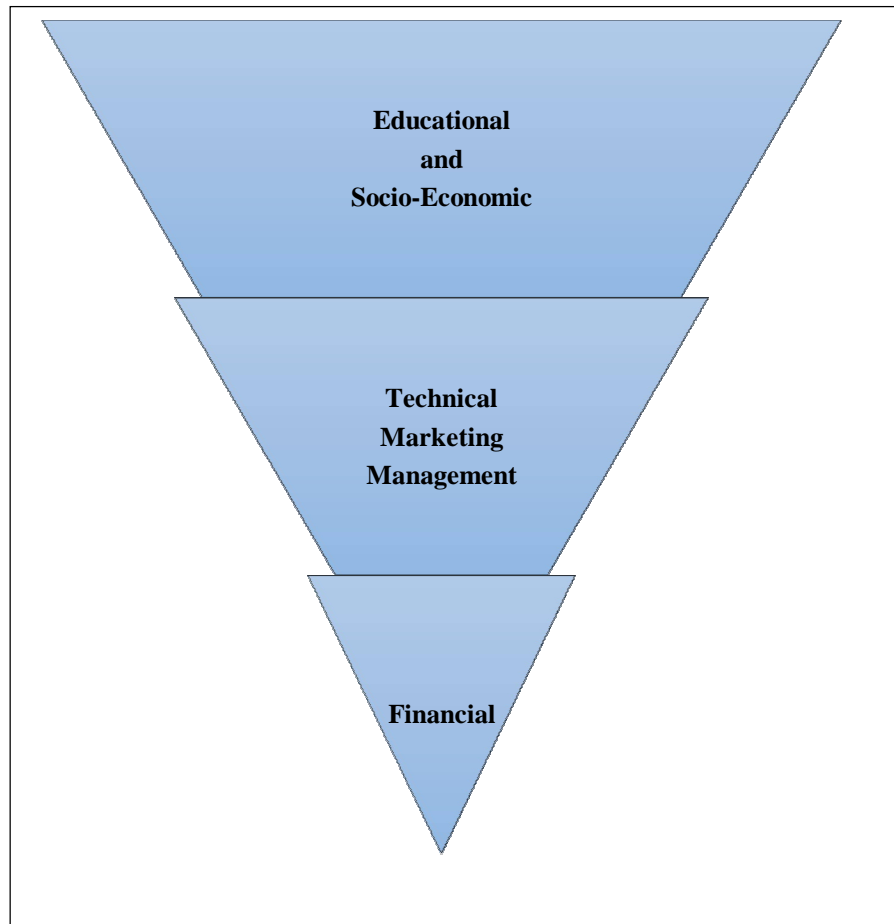 Educational
and
Socio-Economic
Technical
Marketing
Management
Financial